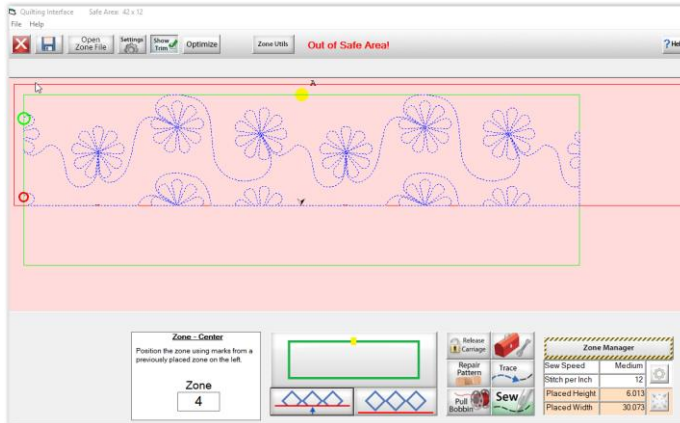 Quilting Interface Safe Area: 42 x 12
File Help
Open
Zone File
Settings
Show
Trim
Optimize
Zone Utils
Out of Safe Area!
? Hel
A
Zone - Center
Position the zone using marks from a
previously placed zone on the left.
Zone
4
Release
Carriage
Repair
Pattern
Trace
Pull
Bobbin
Sew
Zone Manager
Sew Speed Medium
Stitch per Inch 12
Placed Height 6.013
Placed Width 30.073